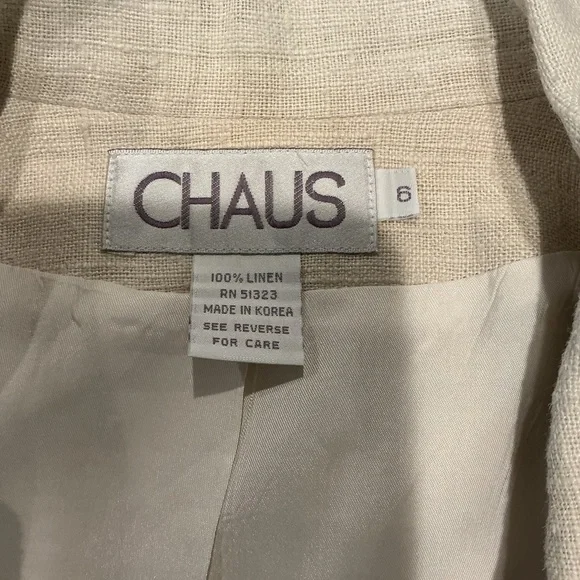 CHAUS
6
100% LINEN
RN 51323
MADE IN KOREA
SEE REVERSE
FOR CARE